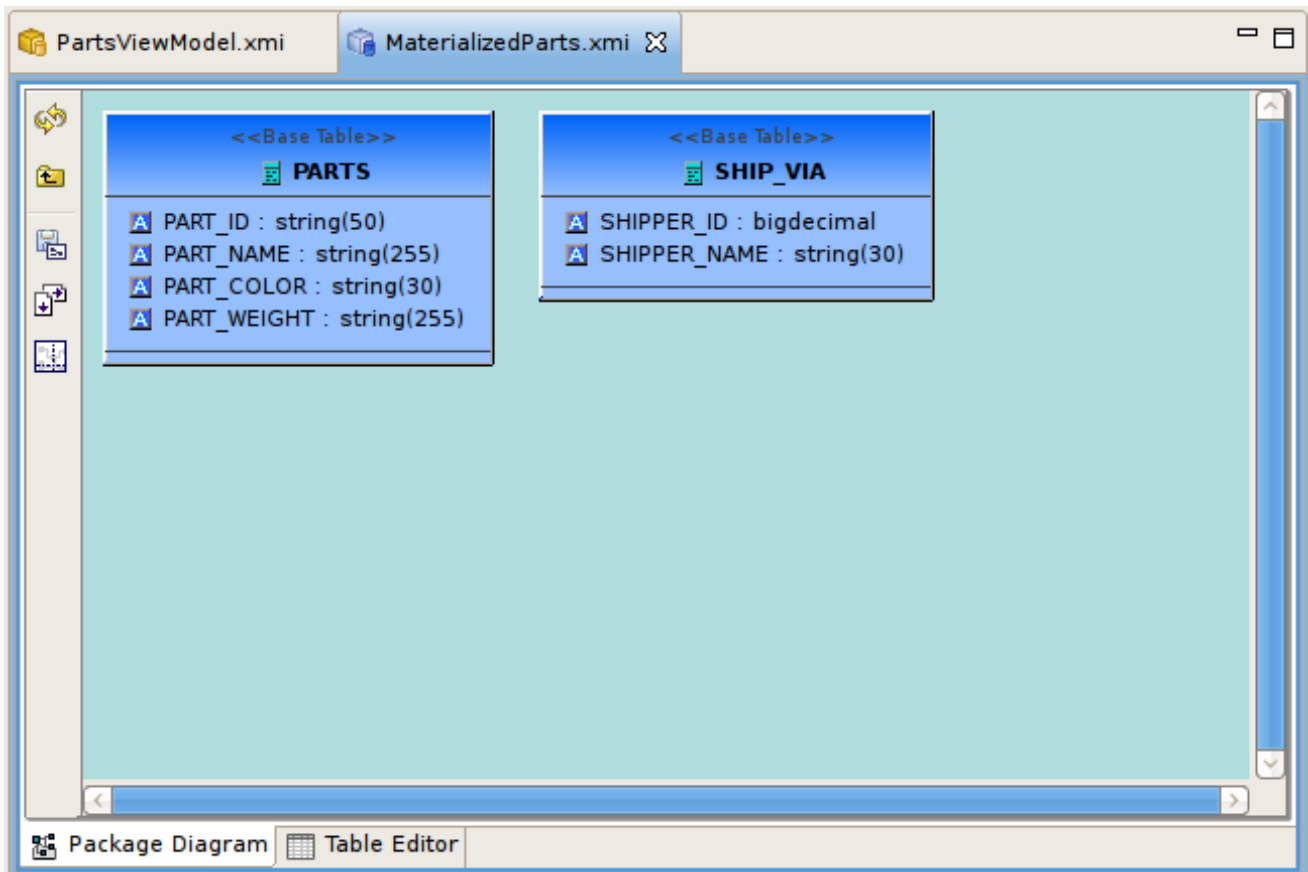 PartsViewModel.xmi
MaterializedParts.xmi
<<Base Table>>
PARTS
PART_ID : string(50)
PART_NAME : string(255)
PART_COLOR : string(30)
PART_WEIGHT : string(255)
<<Base Table>>
SHIP_VIA
SHIPPER_ID : bigdecimal
SHIPPER_NAME : string(30)
Package Diagram
Table Editor